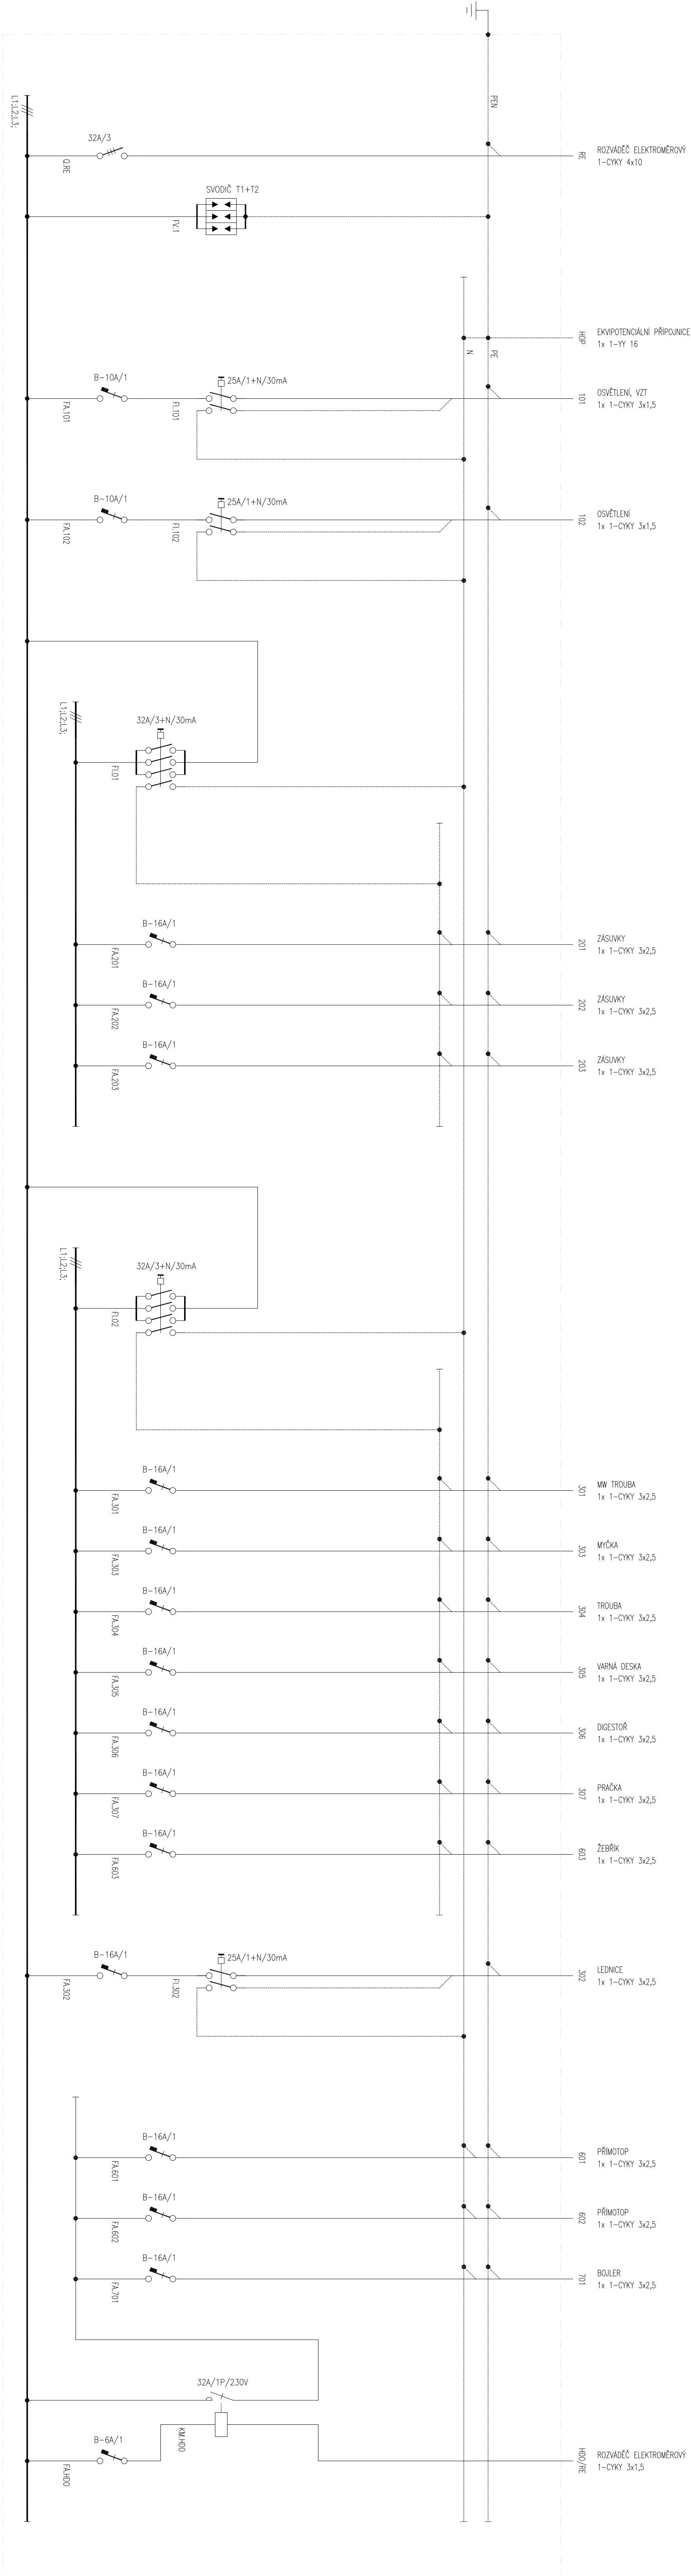 PEN
L1;L2;L3;
32A/3
Q.RE
RE
ROZVÁDĚČ ELEKTROMĚROVÝ
1-CYKY 4x10
SVODIČ T1+T2
FV.1
HOP
EKVIPOTENCIÁLNÍ PŘÍPOJNICE
1x 1-YY 16
N
PE
B-10A/1
25A/1+N/30mA
FA.101
FI.101
101
OSVĚTLENÍ, VZT
1x 1-CYKY 3x1,5
B-10A/1
25A/1+N/30mA
FA.102
FI.102
102
OSVĚTLENÍ
1x 1-CYKY 3x1,5
L1;L2;L3;
32A/3+N/30mA
FI.01
B-16A/1
FA.201
201
ZÁSUVKY
1x 1-CYKY 3x2,5
B-16A/1
FA.202
202
ZÁSUVKY
1x 1-CYKY 3x2,5
B-16A/1
FA.203
203
ZÁSUVKY
1x 1-CYKY 3x2,5
L1;L2;L3;
32A/3+N/30mA
FI.02
B-16A/1
FA.301
301
MW TROUBA
1x 1-CYKY 3x2,5
B-16A/1
FA.303
303
MYČKA
1x 1-CYKY 3x2,5
B-16A/1
FA.304
304
TROUBA
1x 1-CYKY 3x2,5
B-16A/1
FA.305
305
VARNÁ DESKA
1x 1-CYKY 3x2,5
B-16A/1
FA.306
306
DIGESTOŘ
1x 1-CYKY 3x2,5
B-16A/1
FA.307
307
PRAČKA
1x 1-CYKY 3x2,5
B-16A/1
FA.603
603
ŽEBŘÍK
1x 1-CYKY 3x2,5
B-16A/1
25A/1+N/30mA
FA.302
FI.302
302
LEDNICE
1x 1-CYKY 3x2,5
B-16A/1
FA.601
601
PŘÍMOTOP
1x 1-CYKY 3x2,5
B-16A/1
FA.602
602
PŘÍMOTOP
1x 1-CYKY 3x2,5
B-16A/1
FA.701
701
BOJLER
1x 1-CYKY 3x2,5
32A/1P/230V
KM.HDO
B-6A/1
FA.HDO
HDO/RE
ROZVÁDĚČ ELEKTROMĚROVÝ
1-CYKY 3x1,5